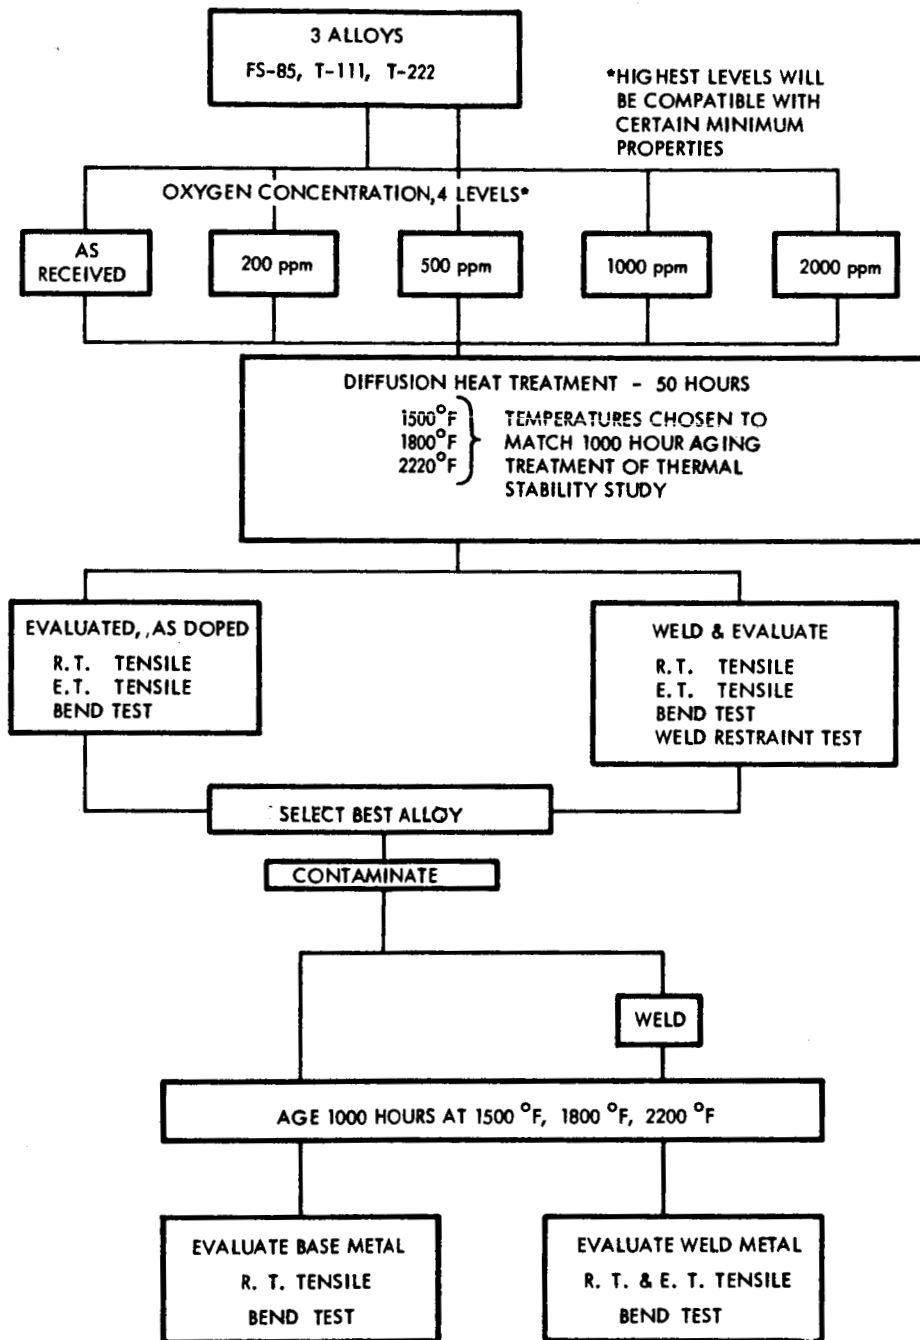 3 ALLOYS
FS-85, T-111, T-222
*HIGHEST LEVELS WILL
BE COMPATIBLE WITH
CERTAIN MINIMUM
PROPERTIES
OXYGEN CONCENTRATION, 4 LEVELS*
AS
RECEIVED
200 ppm
500 ppm
1000 ppm
2000 ppm
DIFFUSION HEAT TREATMENT - 50 HOURS
1500°F
1800°F
2220°F
TEMPERATURES CHOSEN TO
MATCH 1000 HOUR AGING
TREATMENT OF THERMAL
STABILITY STUDY
EVALUATED, , AS DOPED
R.T. TENSILE
E.T. TENSILE
BEND TEST
WELD & EVALUATE
R.T. TENSILE
E.T. TENSILE
BEND TEST
WELD RESTRAINT TEST
SELECT BEST ALLOY
CONTAMINATE
WELD
AGE 1000 HOURS AT 1500 °F, 1800 °F, 2200 °F
EVALUATE BASE METAL
R. T. TENSILE
BEND TEST
EVALUATE WELD METAL
R. T. & E. T. TENSILE
BEND TEST